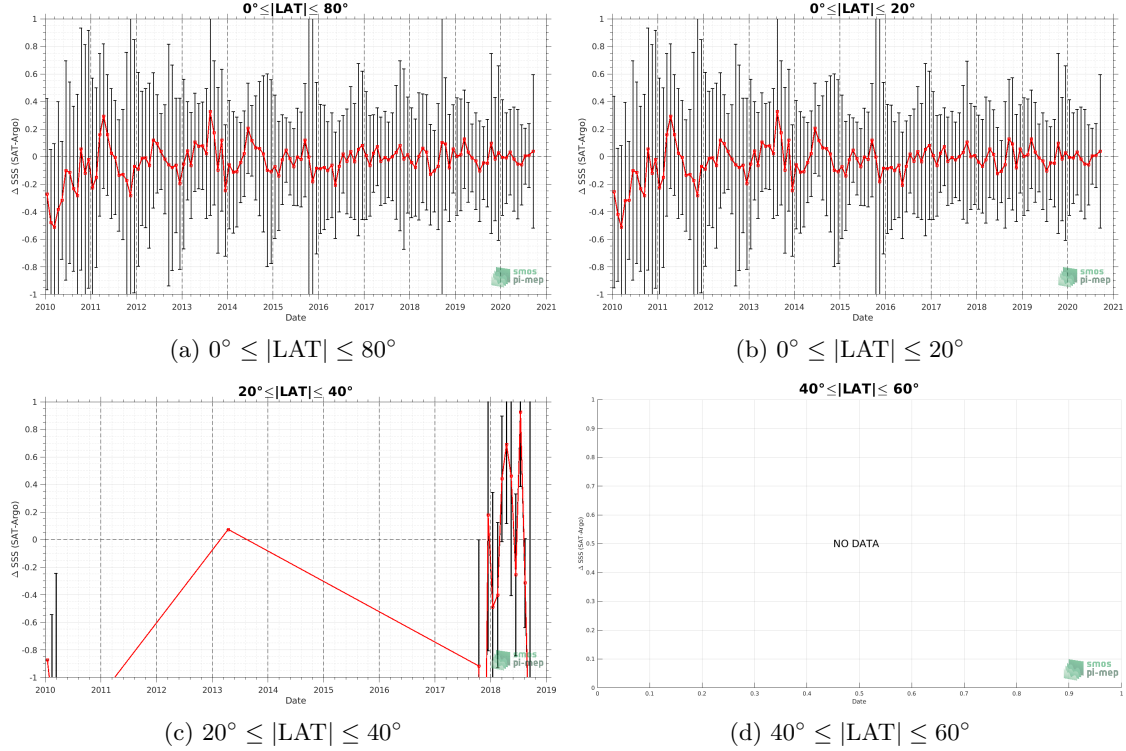 0°≤|LAT|≤ 80°
1
0.8
0.6
0.4
0.2
0
-0.2
-0.4
-0.6
-0.8
-1
Δ SSS (SAT-Argo)
2010 2011 2012 2013 2014 2015 2016 2017 2018 2019 2020 2021
Date
smos
pi-mep
(a) 0° ≤ |LAT| ≤ 80°
0°≤|LAT|≤ 20°
1
0.8
0.6
0.4
0.2
0
-0.2
-0.4
-0.6
-0.8
-1
Δ SSS (SAT-Argo)
2010 2011 2012 2013 2014 2015 2016 2017 2018 2019 2020 2021
Date
smos
pi-mep
(b) 0° ≤ |LAT| ≤ 20°
20°≤|LAT|≤ 40°
1
0.8
0.6
0.4
0.2
0
-0.2
-0.4
-0.6
-0.8
-1
Δ SSS (SAT-Argo)
2010 2011 2012 2013 2014 2015 2016 2017 2018 2019
Date
smos
pi-mep
(c) 20° ≤ |LAT| ≤ 40°
40°≤|LAT|≤ 60°
1
0.9
0.8
0.7
0.6
0.5
0.4
0.3
0.2
0.1
0
Δ SSS (SAT-Argo)
NO DATA
0 0.1 0.2 0.3 0.4 0.5 0.6 0.7 0.8 0.9 1
Date
smos
pi-mep
(d) 40° ≤ |LAT| ≤ 60°